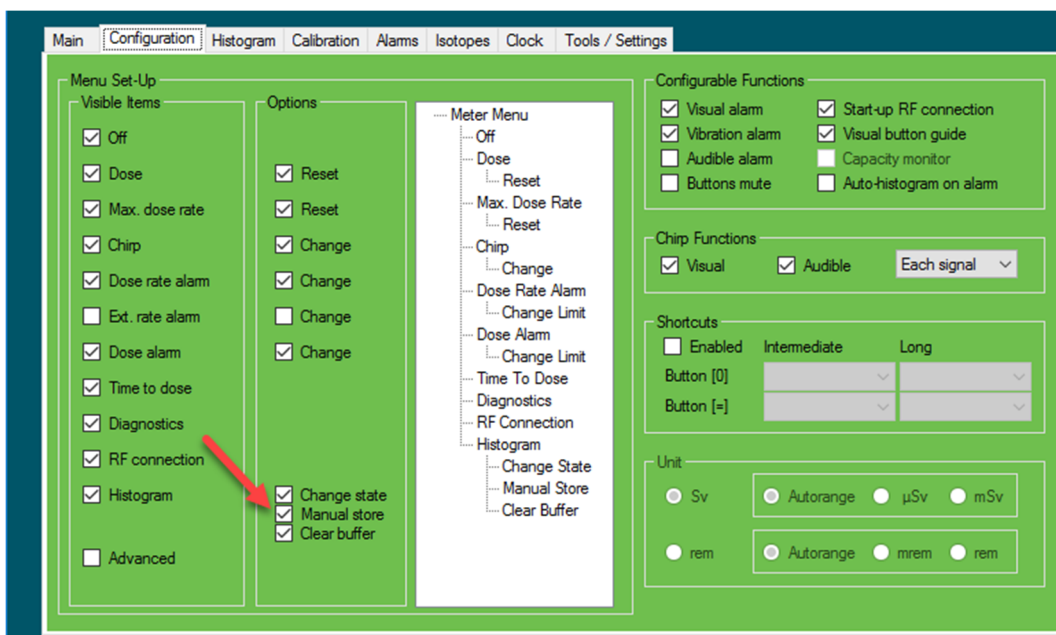 Main Configuration Histogram Calibration Alarms Isotopes Clock Tools / Settings
Menu Set-Up
Visible Items
Off
Dose
Max. dose rate
Chirp
Dose rate alarm
Ext. rate alarm
Dose alarm
Time to dose
Diagnostics
RF connection
Histogram
Advanced
Options
Reset
Reset
Change
Change
Change
Change
Change state
Manual store
Clear buffer
Meter Menu
Off
Dose
Reset
Max. Dose Rate
Reset
Chirp
Change
Dose Rate Alarm
Change Limit
Dose Alarm
Change Limit
Time To Dose
Diagnostics
RF Connection
Histogram
Change State
Manual Store
Clear Buffer
Configurable Functions
Visual alarm Start-up RF connection
Vibration alarm Visual button guide
Audible alarm Capacity monitor
Buttons mute Auto-histogram on alarm
Chirp Functions
Visual Audible Each signal
Shortcuts
Enabled Intermediate Long
Button [0]
Button [=]
Unit
Sv Autorange µSv mSv
rem Autorange mrem rem